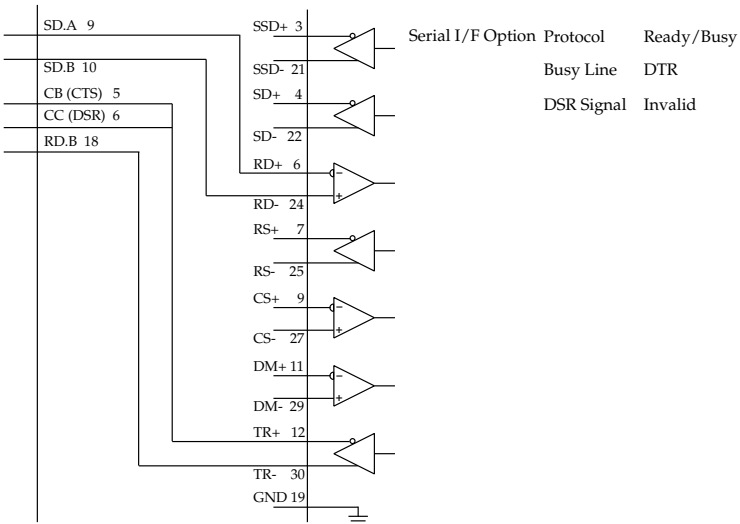 SD.A 9
SD.B 10
CB (CTS) 5
CC (DSR) 6
RD.B 18
SSD+ 3
SSD- 21
SD+ 4
SD- 22
RD+ 6
RD- 24
RS+ 7
RS- 25
CS+ 9
CS- 27
DM+ 11
DM- 29
TR+ 12
TR- 30
GND 19
Serial I/F Option Protocol Ready/Busy
Busy Line DTR
DSR Signal Invalid